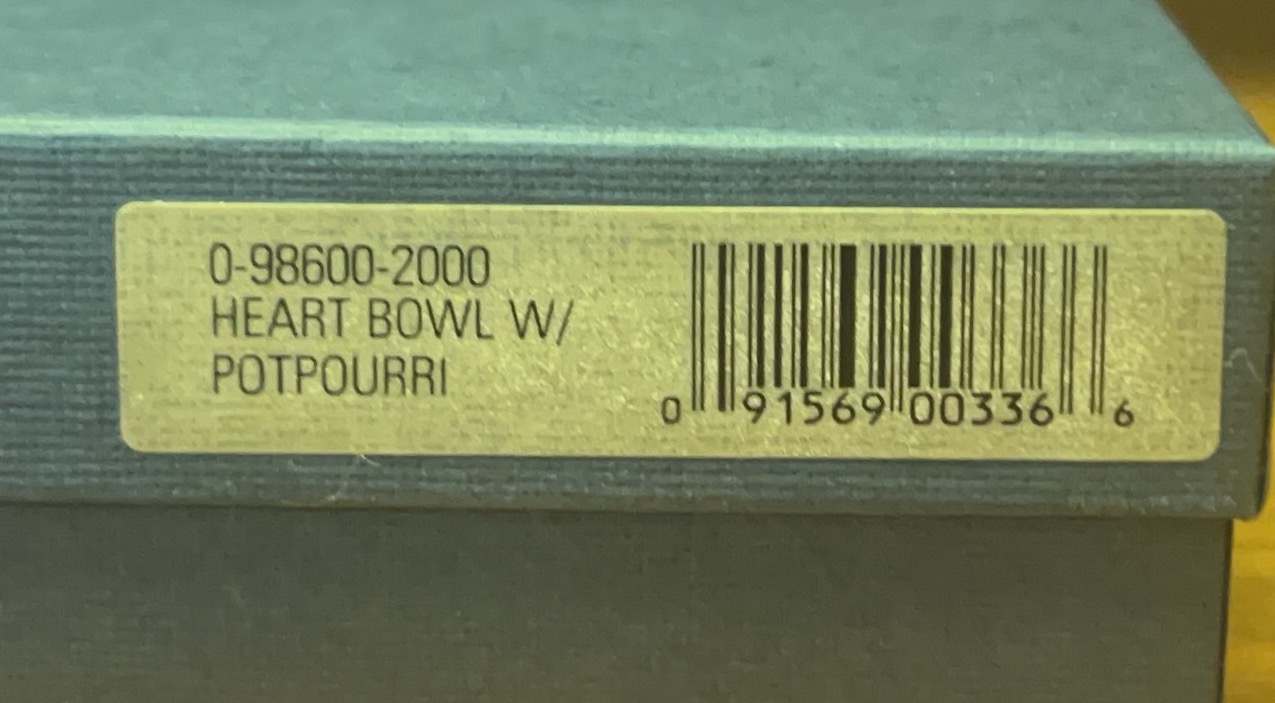 0-98600-2000
HEART BOWL W/
POTPOURRI
0 91569 00336 6